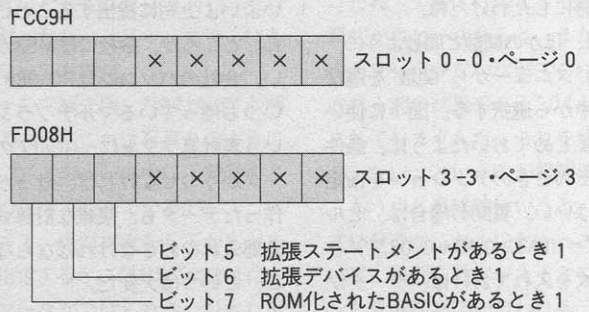 FCC9H
× × × × × スロット0-0・ページ0
FD08H
× × × × × スロット3-3・ページ3
ビット5 拡張ステートメントがあるとき1
ビット6 拡張デバイスがあるとき1
ビット7 ROM化されたBASICがあるとき1